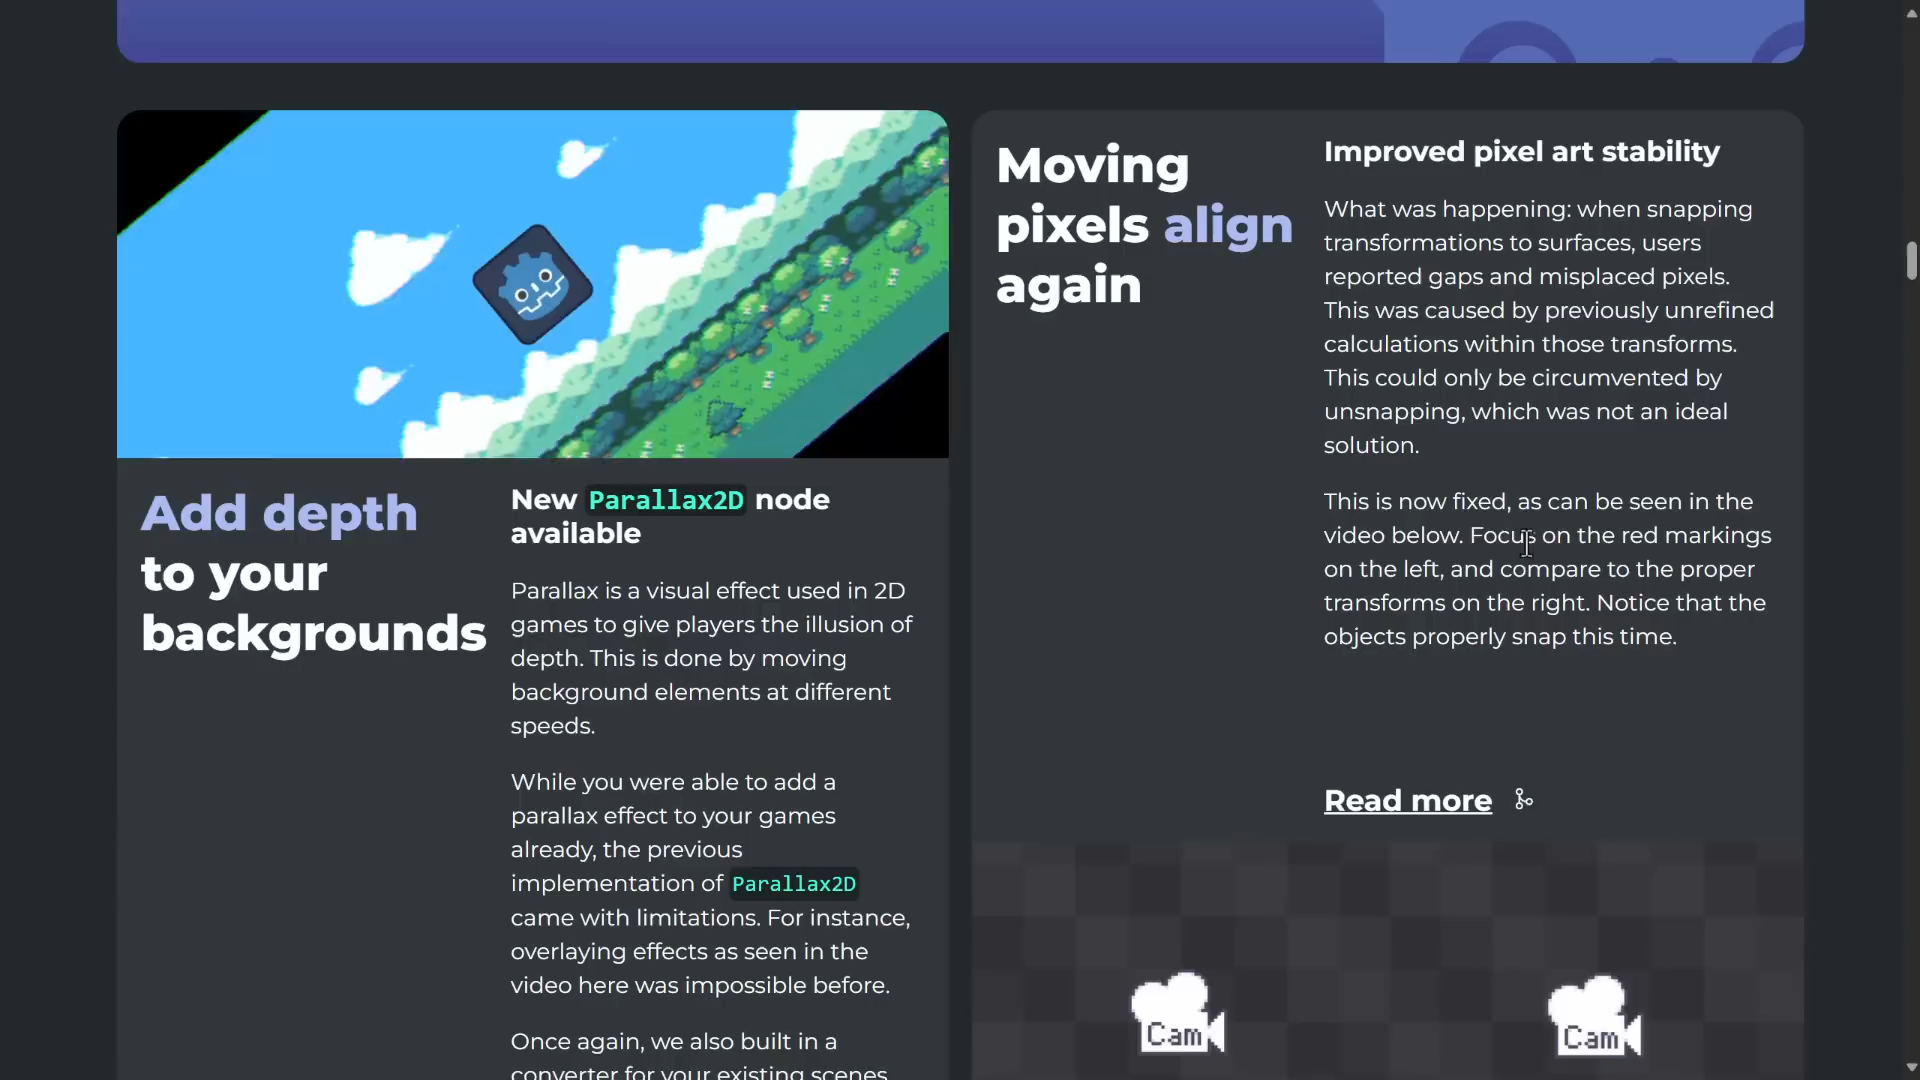 Add depth
to your
backgrounds
New Parallax2D node
available
Parallax is a visual effect used in 2D
games to give players the illusion of
depth. This is done by moving
background elements at different
speeds.
While you were able to add a
parallax effect to your games
already, the previous
implementation of Parallax2D
came with limitations. For instance,
overlaying effects as seen in the
video here was impossible before.
Once again, we also built in a
converter for your existing scenes
Moving
pixels align
again
Improved pixel art stability
What was happening: when snapping
transformations to surfaces, users
reported gaps and misplaced pixels.
This was caused by previously unrefined
calculations within those transforms.
This could only be circumvented by
unsnapping, which was not an ideal
solution.
This is now fixed, as can be seen in the
video below. Focus on the red markings
on the left, and compare to the proper
transforms on the right. Notice that the
objects properly snap this time.
Read more
Cam
Cam